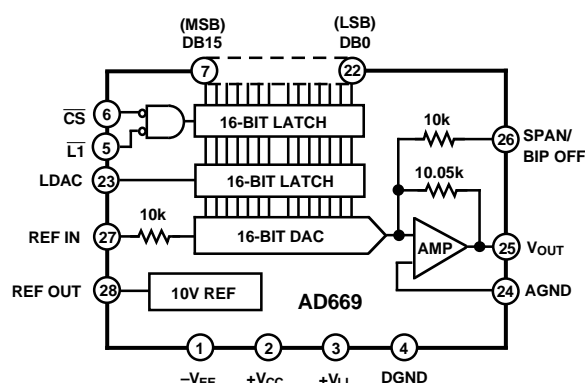 (MSB)
DB15
(LSB)
DB0
7
22
CS
6
L1
5
16-BIT LATCH
10k
26
SPAN/
BIP OFF
10.05k
LDAC
23
16-BIT LATCH
REF IN
27
10k
16-BIT DAC
AMP
25
VOUT
REF OUT
28
10V REF
AD669
24
AGND
1
2
3
4
–VEE
+VCC
+VLL
DGND